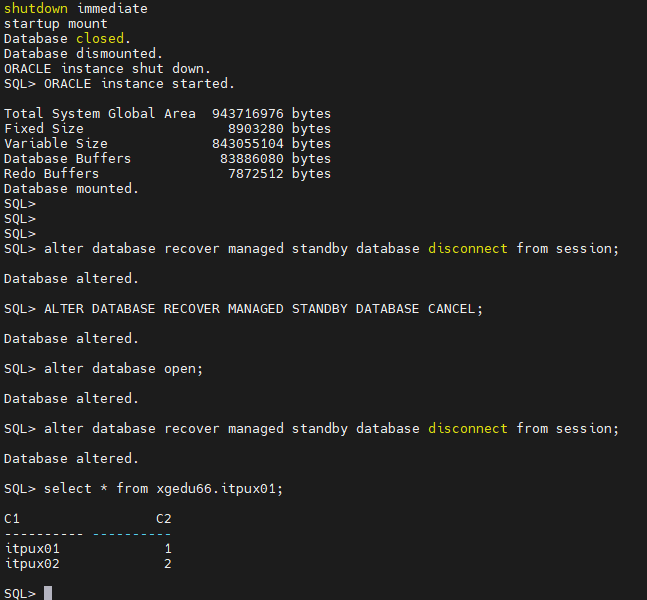 shutdown immediate
startup mount
Database closed.
Database dismounted.
ORACLE instance shut down.
SQL> ORACLE instance started.
Total System Global Area  943716976 bytes
Fixed Size                  8903280 bytes
Variable Size             843055104 bytes
Database Buffers           83886080 bytes
Redo Buffers                7872512 bytes
Database mounted.
SQL>
SQL>
SQL>
SQL> alter database recover managed standby database disconnect from session;
Database altered.
SQL> ALTER DATABASE RECOVER MANAGED STANDBY DATABASE CANCEL;
Database altered.
SQL> alter database open;
Database altered.
SQL> alter database recover managed standby database disconnect from session;
Database altered.
SQL> select * from xgedu66.itpux01;
C1                 C2
---------- ----------
itpux01             1
itpux02             2
SQL>